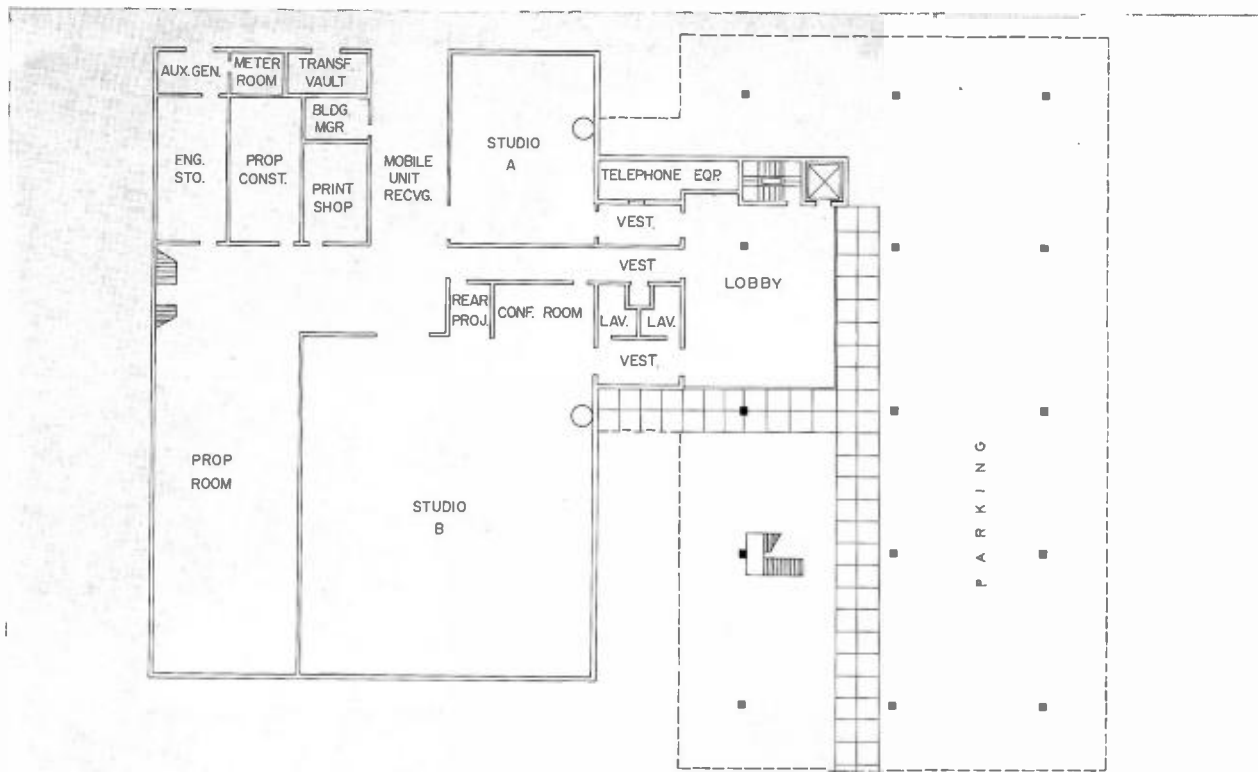 AUX. GEN.
METER
ROOM
TRANSF.
VAULT
BLDG.
MGR
ENG.
STO.
PROP
CONST.
PRINT
SHOP
MOBILE
UNIT
RECVG.
STUDIO
A
TELEPHONE EQP.
VEST.
VEST
LOBBY
REAR
PROJ.
CONF. ROOM
LAV.
LAV.
VEST.
PROP
ROOM
STUDIO
B
PARKING